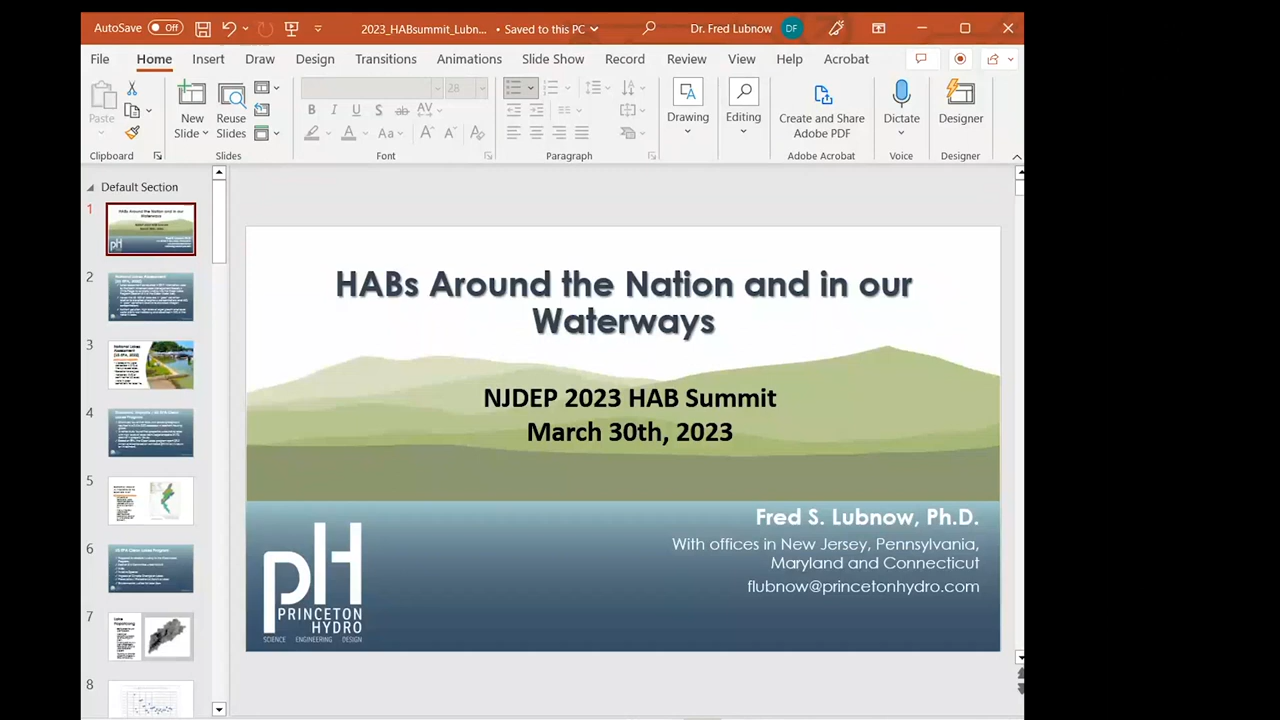 AutoSave Off 2023_HABsummit_Lubn... • Saved to this PC Dr. Fred Lubnow DF
File Home Insert Draw Design Transitions Animations Slide Show Record Review View Help Acrobat
Paste
New Slide
Reuse Slides
28
B I U S ab AV
Aa A A A
Drawing
Editing
Create and Share Adobe PDF
Dictate
Designer
Clipboard Slides Font Paragraph Adobe Acrobat Voice Designer
Default Section
1
2
3
4
5
6
7
8
HABs Around the Nation and in our
Waterways
NJDEP 2023 HAB Summit
March 30th, 2023
Fred S. Lubnow, Ph.D.
With offices in New Jersey, Pennsylvania,
Maryland and Connecticut
flubnow@princetonhydro.com
pH
PRINCETON
HYDRO
SCIENCE ENGINEERING DESIGN